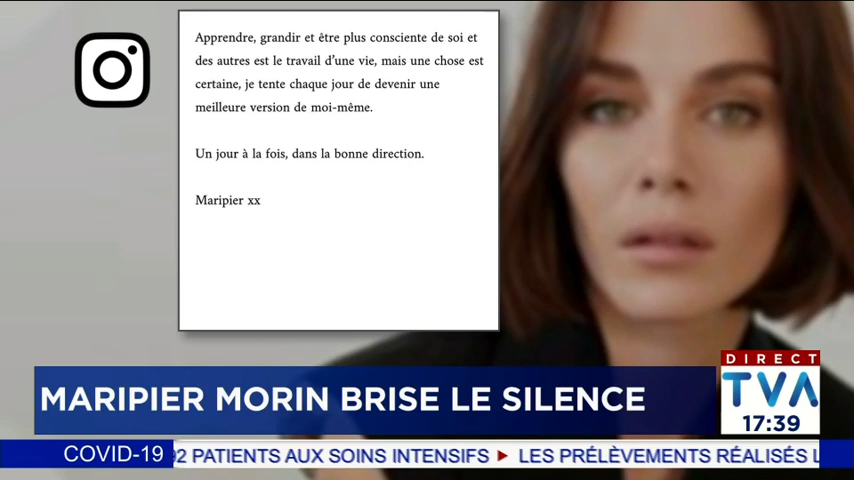 Apprendre, grandir et être plus consciente de soi et
des autres est le travail d'une vie, mais une chose est
certaine, je tente chaque jour de devenir une
meilleure version de moi-même.
Un jour à la fois, dans la bonne direction.
Maripier xx
MARIPIER MORIN BRISE LE SILENCE
DIRECT
TVA
17:39
COVID-19 92 PATIENTS AUX SOINS INTENSIFS ► LES PRÉLÈVEMENTS RÉALISÉS